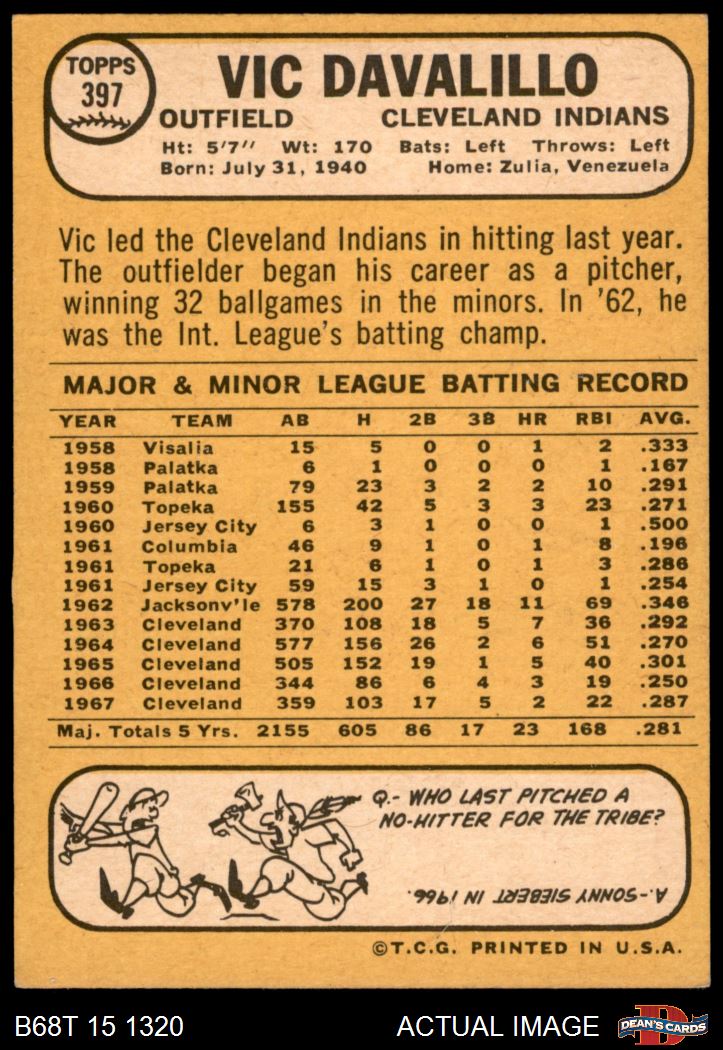 TOPPS
397
VIC DAVALILLO
OUTFIELD CLEVELAND INDIANS
Ht: 5'7" Wt: 170 Bats: Left Throws: Left
Born: July 31, 1940 Home: Zulia, Venezuela
Vic led the Cleveland Indians in hitting last year.
The outfielder began his career as a pitcher,
winning 32 ballgames in the minors. In '62, he
was the Int. League's batting champ.
MAJOR & MINOR LEAGUE BATTING RECORD
YEAR TEAM AB H 2B 3B HR RBI AVG.
1958 Visalia 15 5 0 0 1 2 .333
1958 Palatka 6 1 0 0 0 1 .167
1959 Palatka 79 23 3 2 2 10 .291
1960 Topeka 155 42 5 3 3 23 .271
1960 Jersey City 6 3 1 0 0 1 .500
1961 Columbia 46 9 1 0 1 8 .196
1961 Topeka 21 6 1 0 1 3 .286
1961 Jersey City 59 15 3 1 0 1 .254
1962 Jacksonv'le 578 200 27 18 11 69 .346
1963 Cleveland 370 108 18 5 7 36 .292
1964 Cleveland 577 156 26 2 6 51 .270
1965 Cleveland 505 152 19 1 5 40 .301
1966 Cleveland 344 86 6 4 3 19 .250
1967 Cleveland 359 103 17 5 2 22 .287
Maj. Totals 5 Yrs. 2155 605 86 17 23 168 .281
Q.- WHO LAST PITCHED A
NO-HITTER FOR THE TRIBE?
A.- SONNY SIEBERT IN 1966.
©T.C.G. PRINTED IN U.S.A.
B68T 15 1320 ACTUAL IMAGE DEAN'S CARDS